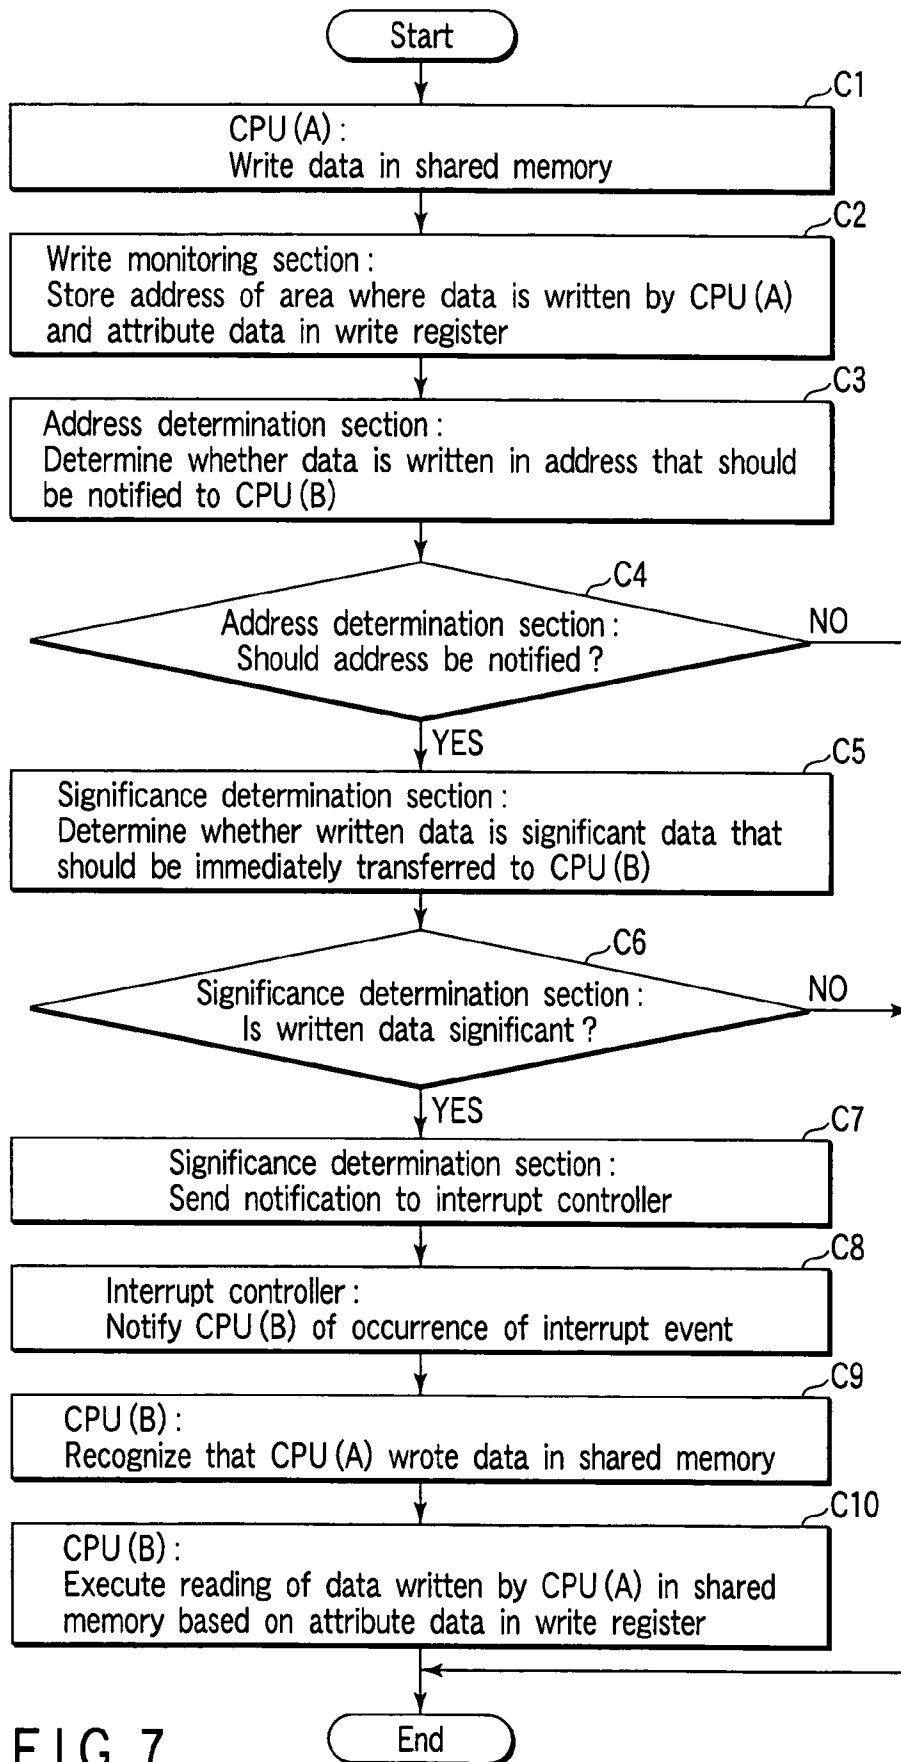 Start
C1
CPU(A):
Write data in shared memory
C2
Write monitoring section:
Store address of area where data is written by CPU(A)
and attribute data in write register
C3
Address determination section:
Determine whether data is written in address that should
be notified to CPU(B)
C4
Address determination section:
Should address be notified?
NO
YES
C5
Significance determination section:
Determine whether written data is significant data that
should be immediately transferred to CPU(B)
C6
Significance determination section:
Is written data significant?
NO
YES
C7
Significance determination section:
Send notification to interrupt controller
C8
Interrupt controller:
Notify CPU(B) of occurrence of interrupt event
C9
CPU(B):
Recognize that CPU(A) wrote data in shared memory
C10
CPU(B):
Execute reading of data written by CPU(A) in shared
memory based on attribute data in write register
End
FIG. 7